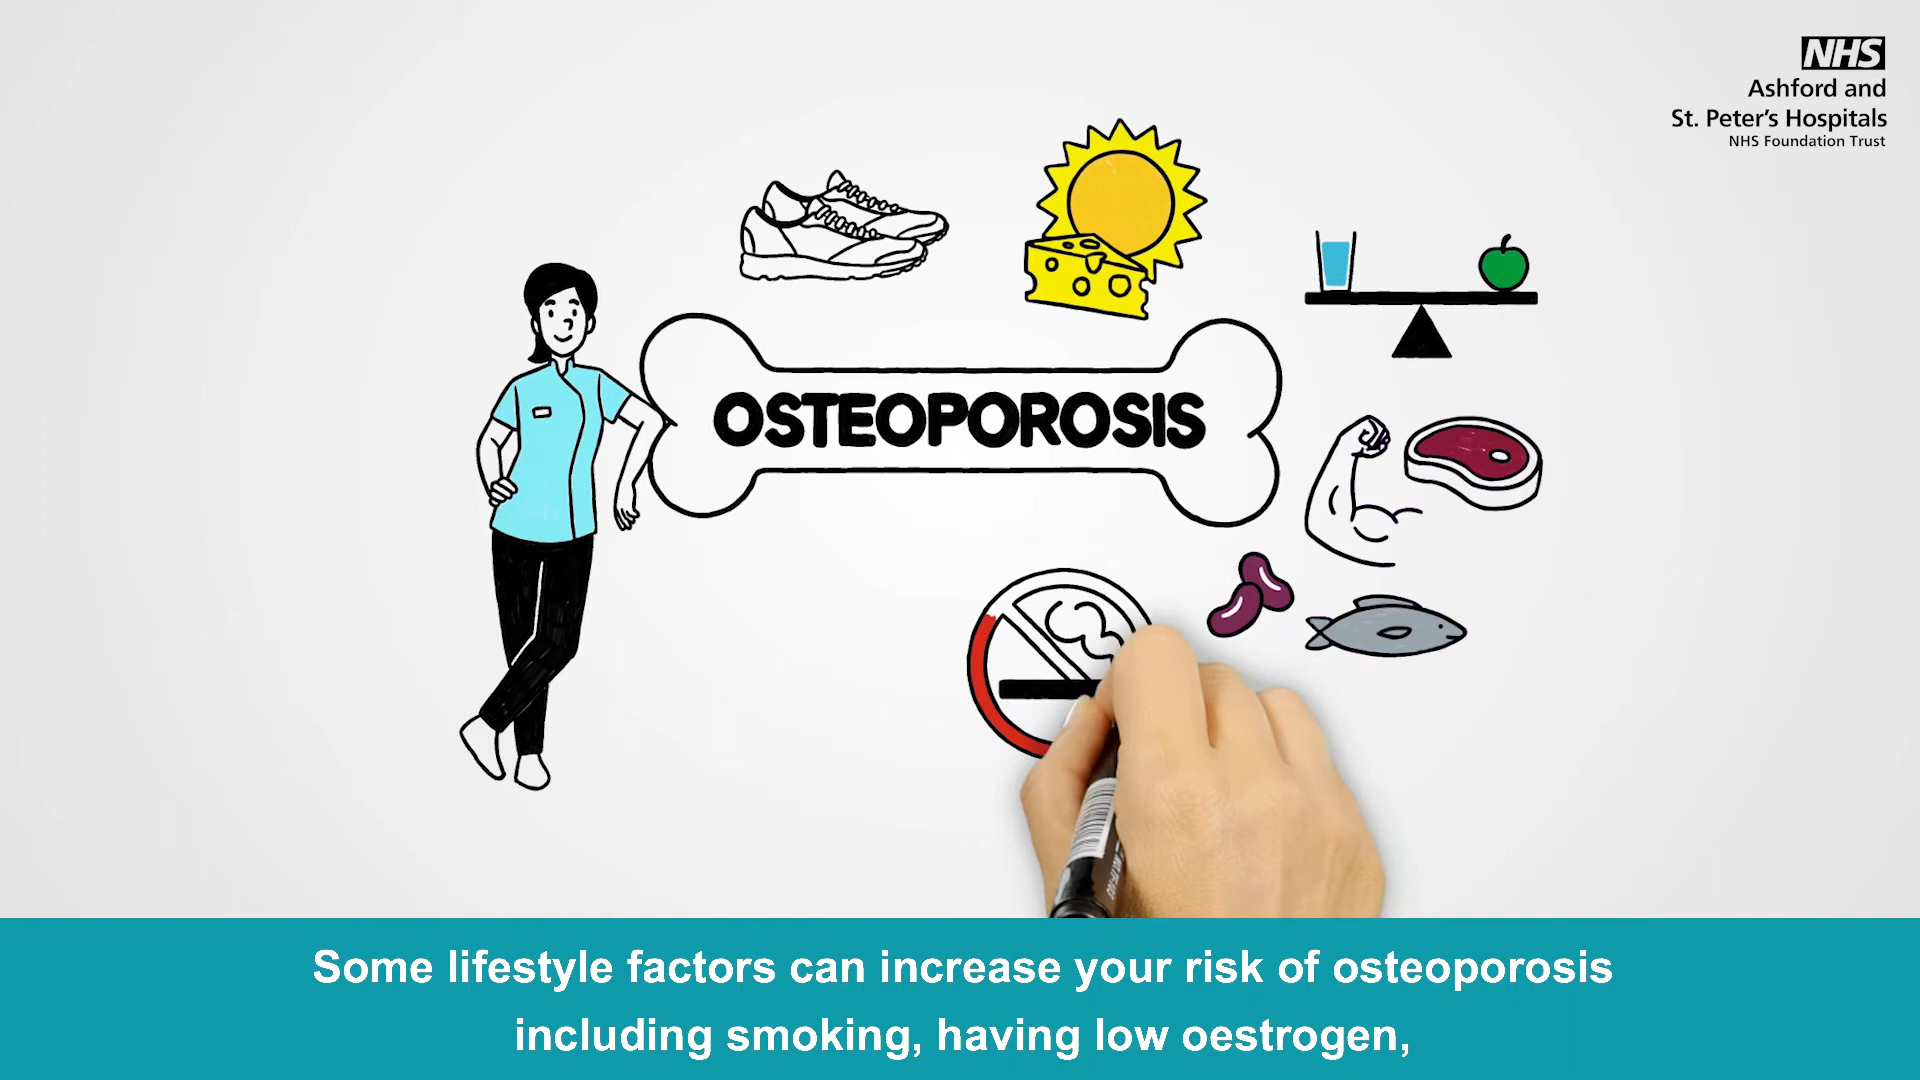 NHS
Ashford and
St. Peter's Hospitals
NHS Foundation Trust
OSTEOPOROSIS
Some lifestyle factors can increase your risk of osteoporosis
including smoking, having low oestrogen,